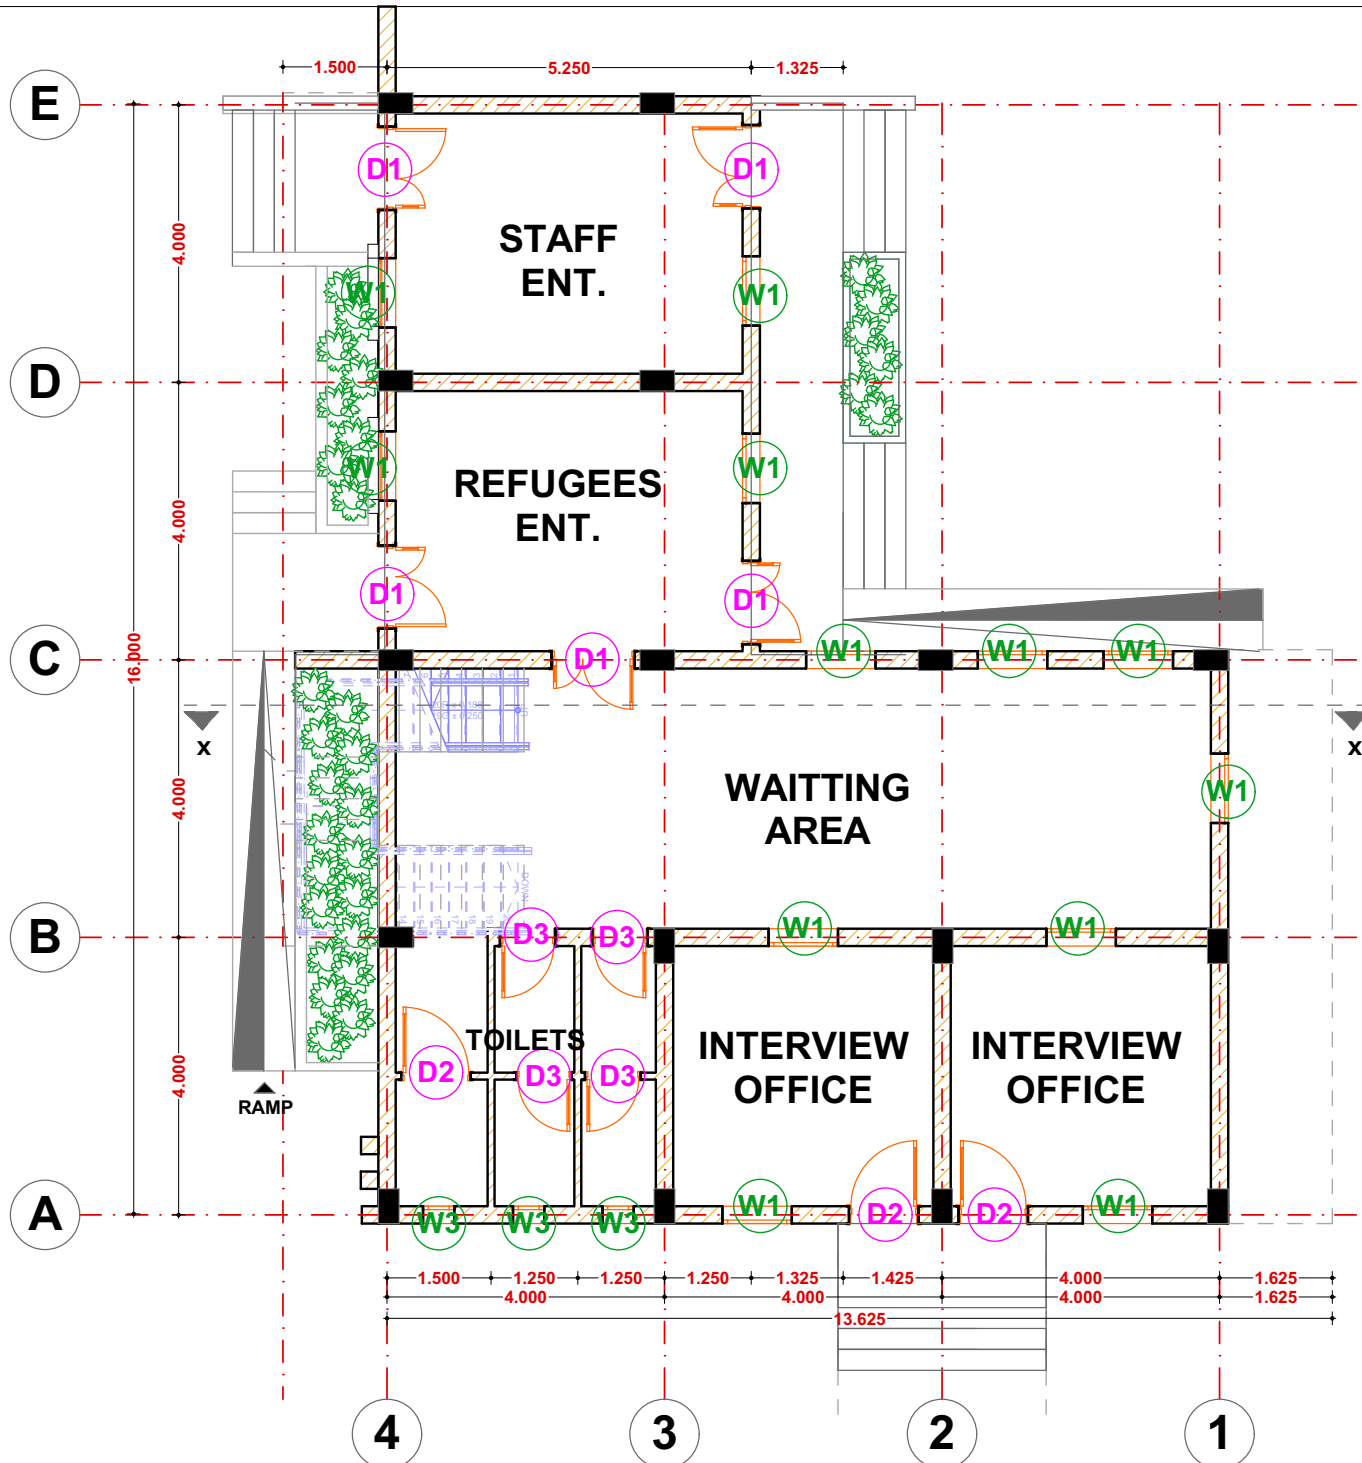 1.500
5.250
1.325
E
D1
D1
STAFF
ENT.
4.000
W1
W1
D
W1
W1
REFUGEES
ENT.
4.000
D1
D1
16.000
C
D1
W1
W1
W1
x
x
WAITTING
AREA
W1
4.000
DOWN
B
D3
D3
W1
W1
TOILETS
INTERVIEW
OFFICE
INTERVIEW
OFFICE
D2
D3
D3
4.000
RAMP
A
W3
W3
W3
W1
D2
D2
W1
1.500
1.250
1.250
1.250
1.325
1.425
4.000
1.625
4.000
4.000
4.000
1.625
13.625
4
3
2
1